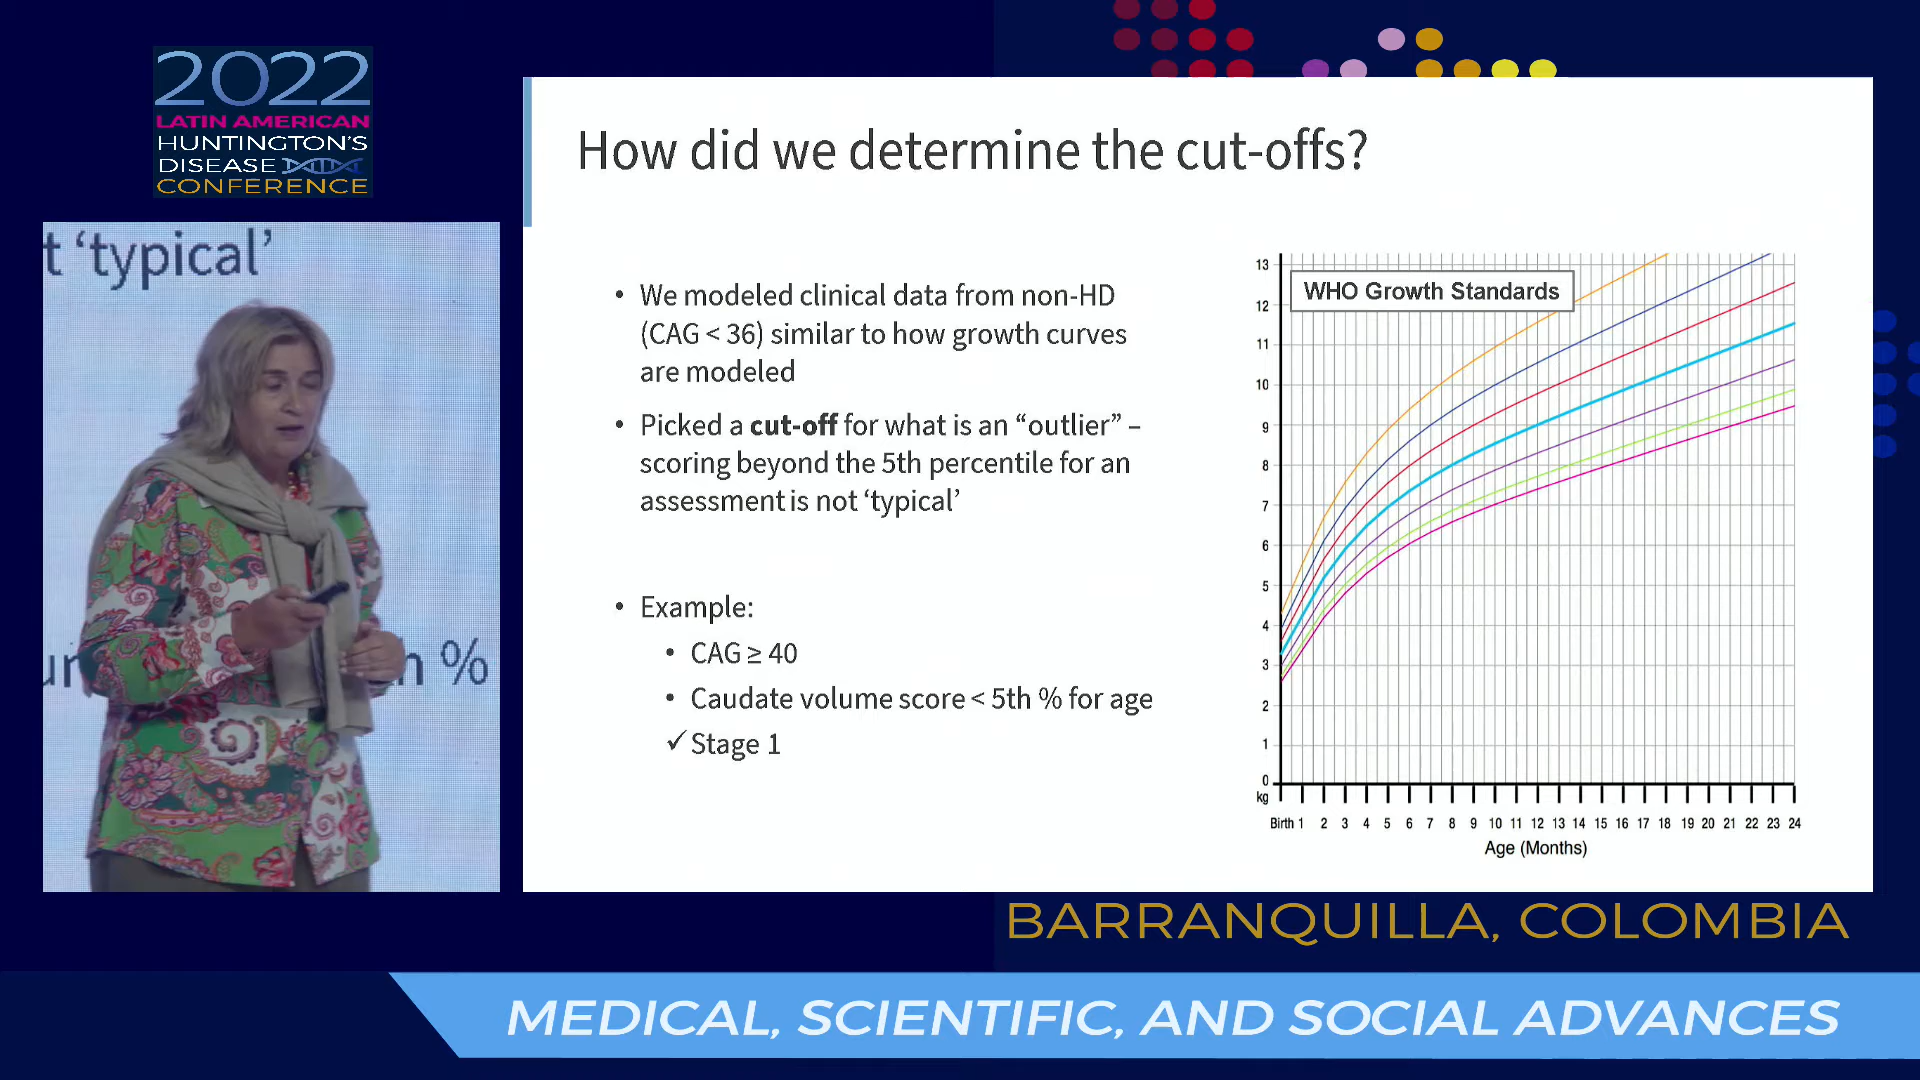 2022
LATIN AMERICAN
HUNTINGTON'S
DISEASE
CONFERENCE
t ‘typical’
%
How did we determine the cut-offs?
• We modeled clinical data from non-HD
(CAG < 36) similar to how growth curves
are modeled
• Picked a cut-off for what is an “outlier” –
scoring beyond the 5th percentile for an
assessment is not ‘typical’
• Example:
• CAG ≥ 40
• Caudate volume score < 5th % for age
✓ Stage 1
WHO Growth Standards
13
12
11
10
9
8
7
6
5
4
3
2
1
0
kg
Birth 1 2 3 4 5 6 7 8 9 10 11 12 13 14 15 16 17 18 19 20 21 22 23 24
Age (Months)
BARRANQUILLA, COLOMBIA
MEDICAL, SCIENTIFIC, AND SOCIAL ADVANCES